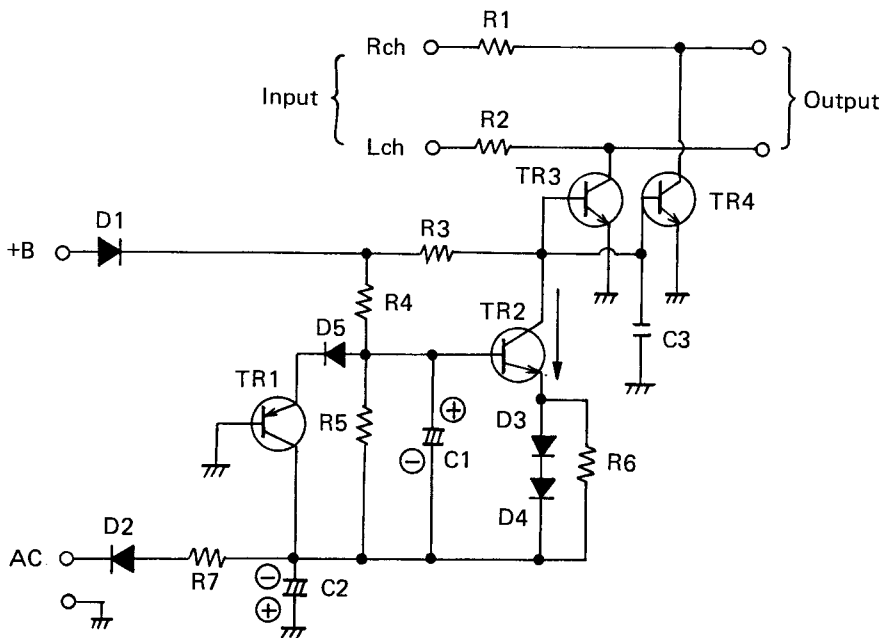 R1
Rch
Input
Output
R2
Lch
TR3
TR4
D1
R3
+B
R4
TR2
D5
C3
TR1
R5
D3
C1
R6
D4
D2
AC
R7
C2